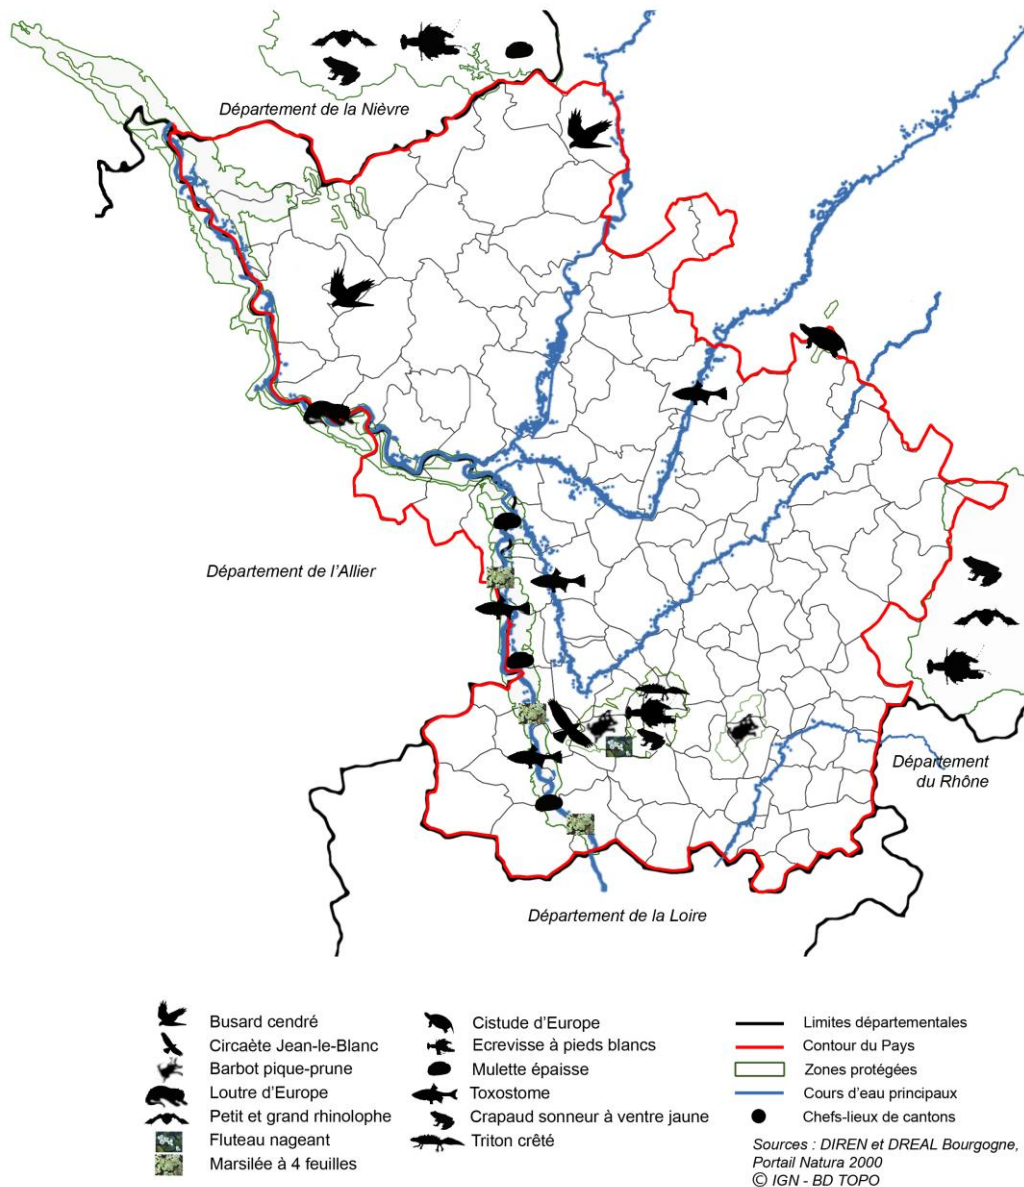 Département de la Nièvre
Département de l'Allier
Département
du Rhône
Département de la Loire
Busard cendré
Circaète Jean-le-Blanc
Barbot pique-prune
Loutre d'Europe
Petit et grand rhinolophe
Fluteau nageant
Marsilée à 4 feuilles
Cistude d'Europe
Ecrevisse à pieds blancs
Mulette épaisse
Toxostome
Crapaud sonneur à ventre jaune
Triton crêté
Limites départementales
Contour du Pays
Zones protégées
Cours d'eau principaux
Chefs-lieux de cantons
Sources : DIREN et DREAL Bourgogne,
Portail Natura 2000
© IGN - BD TOPO